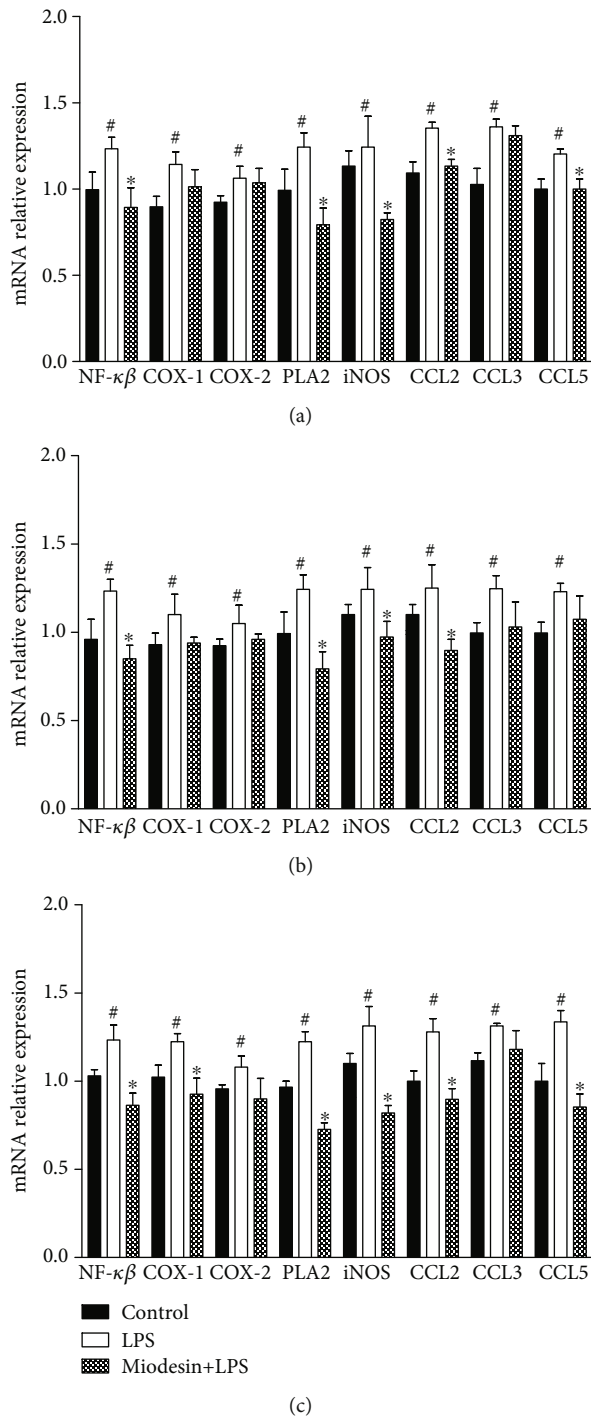 2.0
1.5
1.0
0.5
0.0
mRNA relative expression
# # # # # # # #
* * * * *
NF-κβ COX-1 COX-2 PLA2 iNOS CCL2 CCL3 CCL5
(a)
2.0
1.5
1.0
0.5
0.0
mRNA relative expression
# # # # # # # #
* * * *
NF-κβ COX-1 COX-2 PLA2 iNOS CCL2 CCL3 CCL5
(b)
2.0
1.5
1.0
0.5
0.0
mRNA relative expression
# # # # # # # #
* * * * * *
NF-κβ COX-1 COX-2 PLA2 iNOS CCL2 CCL3 CCL5
Control
LPS
Miodesin+LPS
(c)